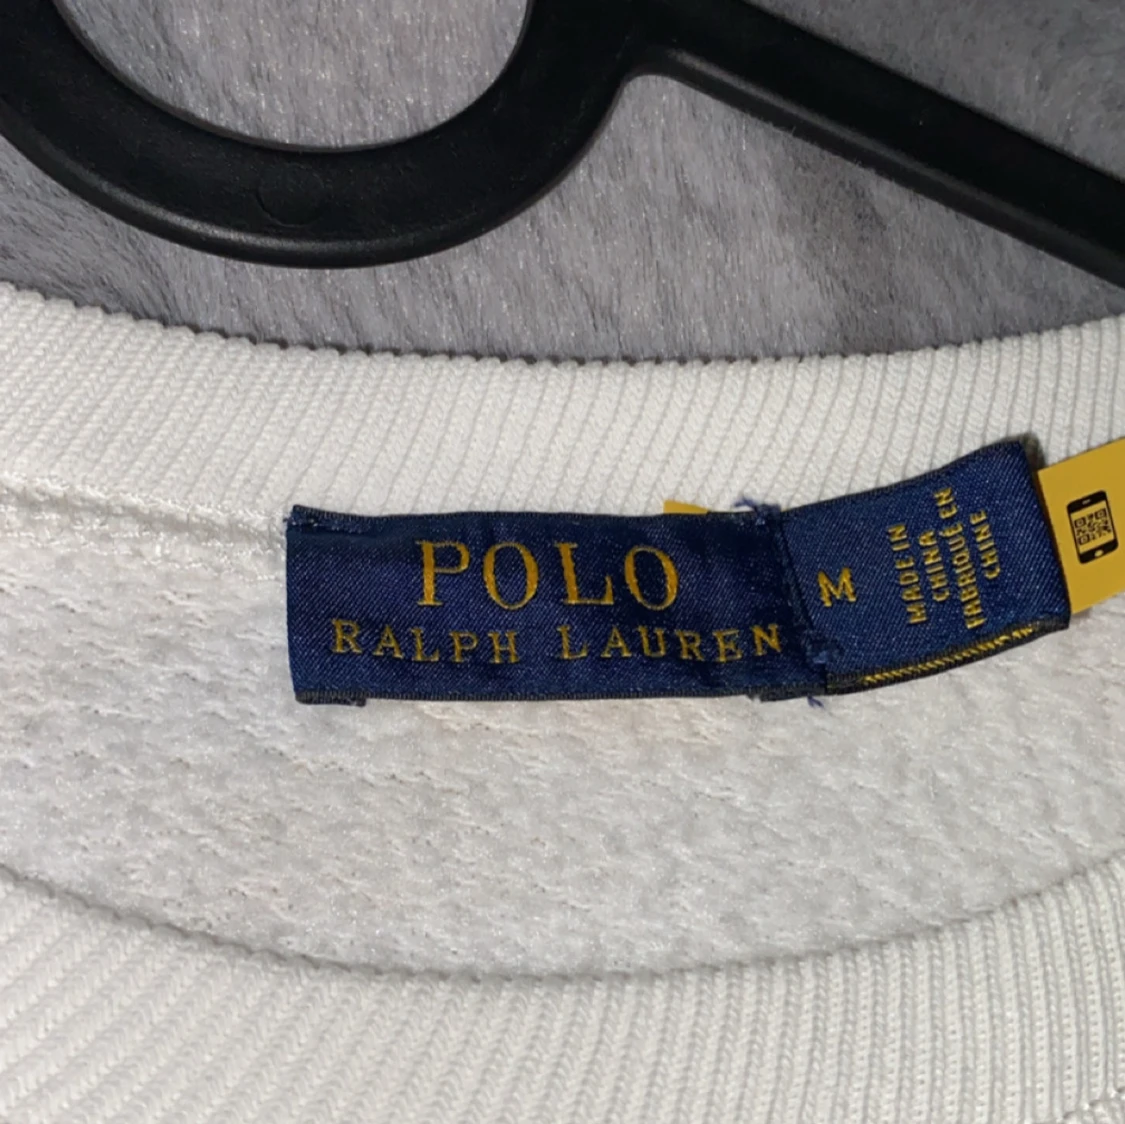 POLO
RALPH LAUREN
M
MADE IN
CHINA
FABRIQUÉ EN
CHINE